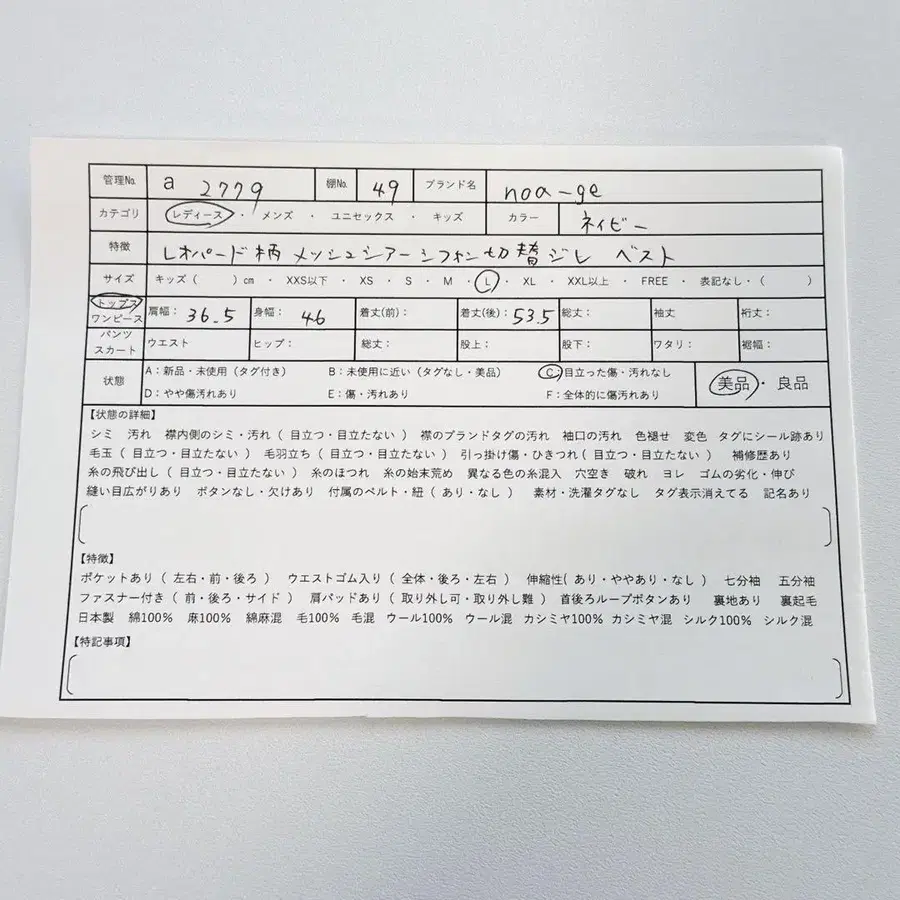 管理No. a 2779 棚No. 49 ブランド名 noa-ge
カテゴリ レディース ・ メンズ ・ ユニセックス ・ キッズ カラー ネイビー
特徴 レオパード柄 メッシュシアーシフォン切替ジレ ベスト
サイズ キッズ( )cm ・ XXS以下 ・ XS ・ S ・ M ・ L ・ XL ・ XXL以上 ・ FREE ・ 表記なし・( )
トップス
ワンピース 肩幅: 36.5 身幅: 46 着丈(前): 着丈(後): 53.5 総丈: 袖丈 裄丈:
パンツ
スカート ウエスト ヒップ: 総丈: 股上: 股下: ワタリ: 裾幅:
状態 A:新品・未使用(タグ付き) B:未使用に近い(タグなし・美品) C:目立った傷・汚れなし 美品・良品
D:やや傷汚れあり E:傷・汚れあり F:全体的に傷汚れあり
【状態の詳細】
シミ 汚れ 襟内側のシミ・汚れ(目立つ・目立たない) 襟のブランドタグの汚れ 袖口の汚れ 色褪せ 変色 タグにシール跡あり
毛玉(目立つ・目立たない) 毛羽立ち(目立つ・目立たない) 引っ掛け傷・ひきつれ(目立つ・目立たない) 補修歴あり
糸の飛び出し(目立つ・目立たない) 糸のほつれ 糸の始末荒め 異なる色の糸混入 穴空き 破れ ヨレ ゴムの劣化・伸び
縫い目広がりあり ボタンなし・欠けあり 付属のベルト・紐(あり・なし) 素材・洗濯タグなし タグ表示消えてる 記名あり
【特徴】
ポケットあり(左右・前・後ろ) ウエストゴム入り(全体・後ろ・左右) 伸縮性(あり・ややあり・なし) 七分袖 五分袖
ファスナー付き(前・後ろ・サイド) 肩パッドあり(取り外し可・取り外し難) 首後ろループボタンあり 裏地あり 裏起毛
日本製 綿100% 麻100% 綿麻混 毛100% 毛混 ウール100% ウール混 カシミヤ100% カシミヤ混 シルク100% シルク混
【特記事項】